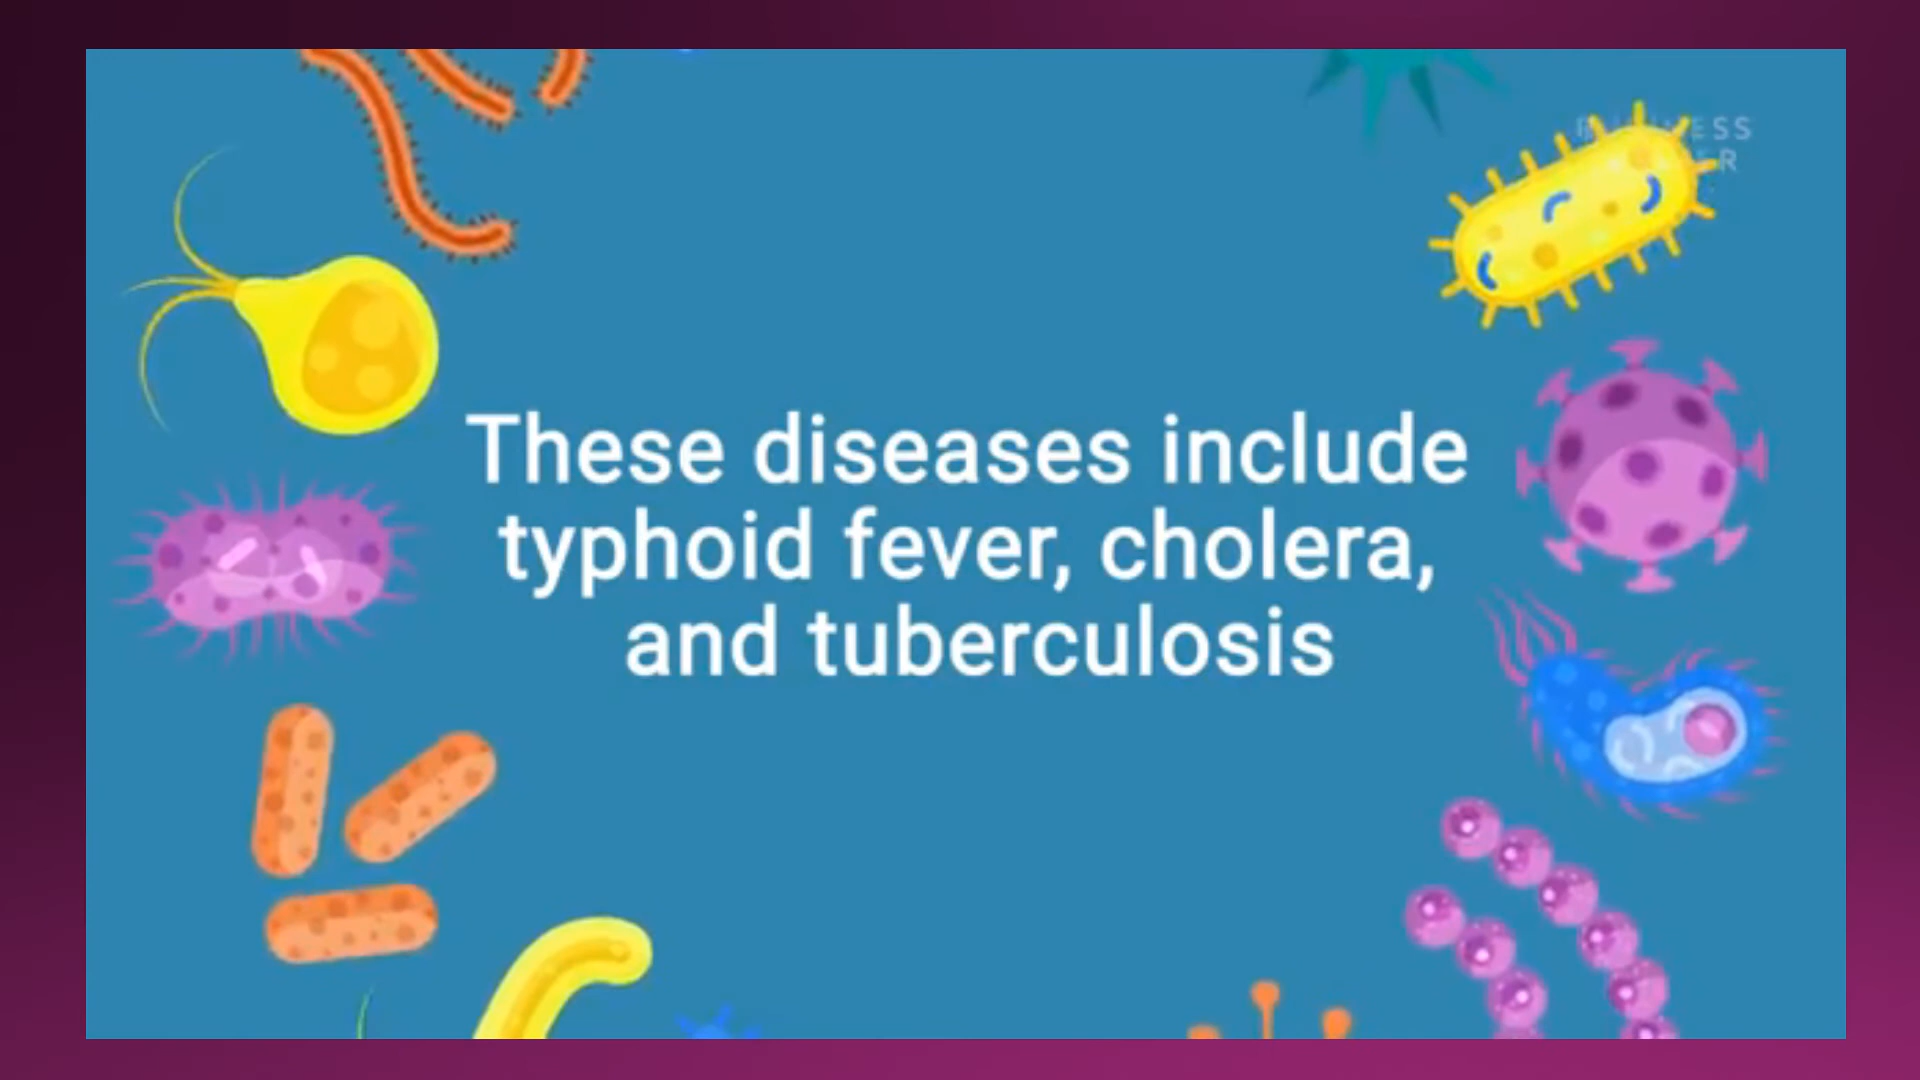 These diseases include
typhoid fever, cholera,
and tuberculosis